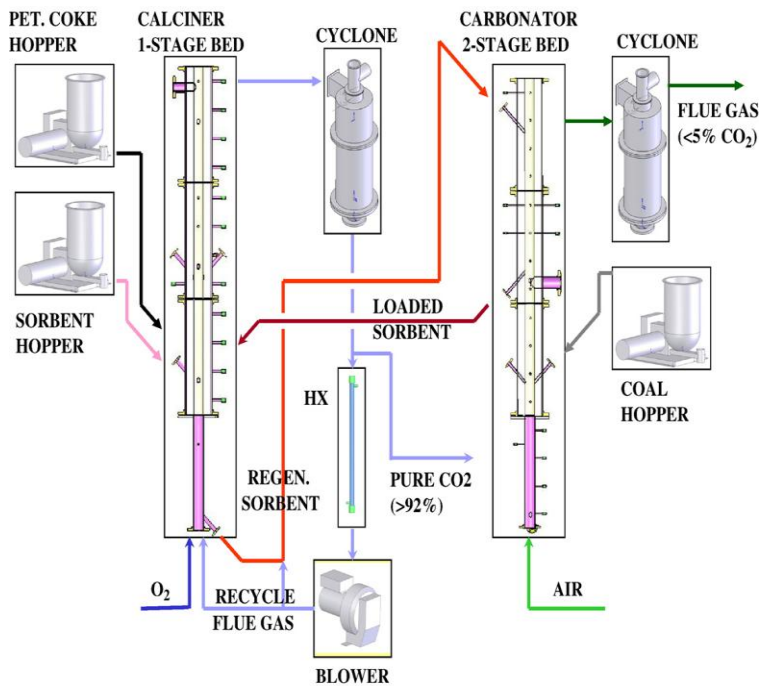 PET. COKE
HOPPER
CALCINER
1-STAGE BED
CYCLONE
CARBONATOR
2-STAGE BED
CYCLONE
FLUE GAS
(<5% CO₂)
SORBENT
HOPPER
LOADED
SORBENT
COAL
HOPPER
HX
REGEN.
SORBENT
PURE CO2
(>92%)
O₂
RECYCLE
FLUE GAS
AIR
BLOWER